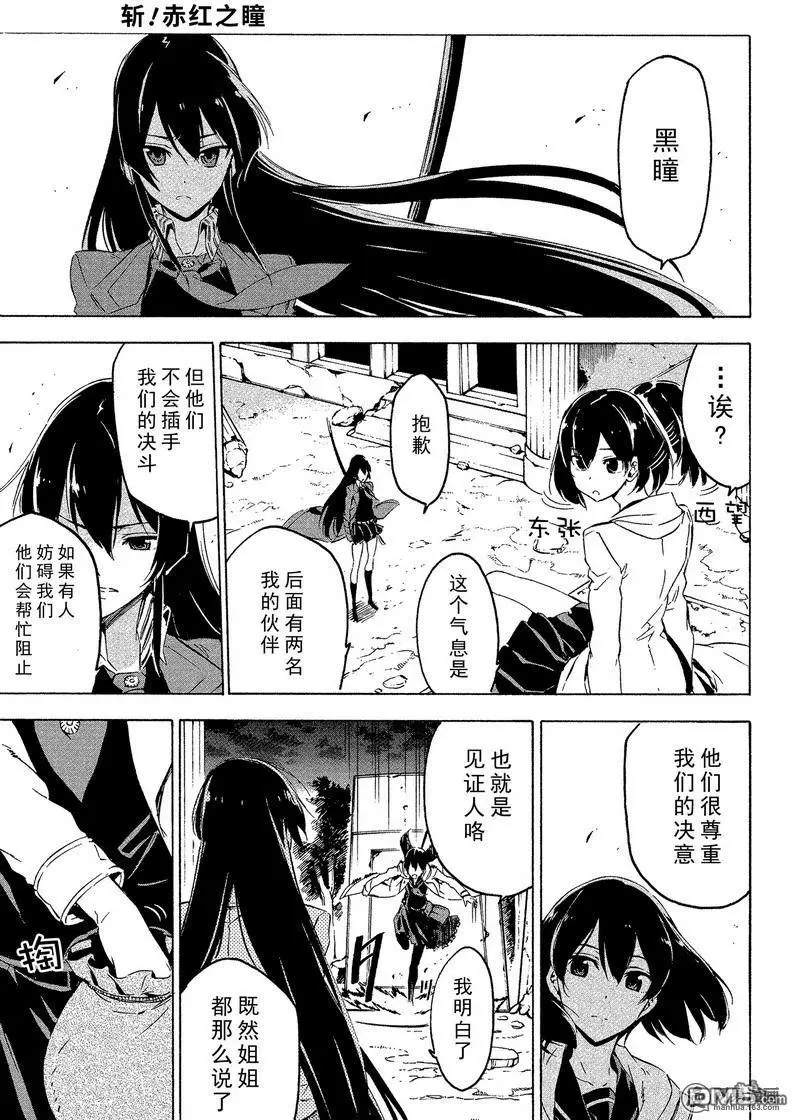 斩!赤红之瞳
黑
瞳
…诶?
东张
西望
抱歉
这个气息是
后面有两名
我的伙伴
但他们
不会插手
我们的决斗
如果有人
妨碍我们
他们会帮忙
阻止
他们很尊重
我们的决意
也就是
见证人咯
我明白
了
既然姐姐
都那么说了
掏